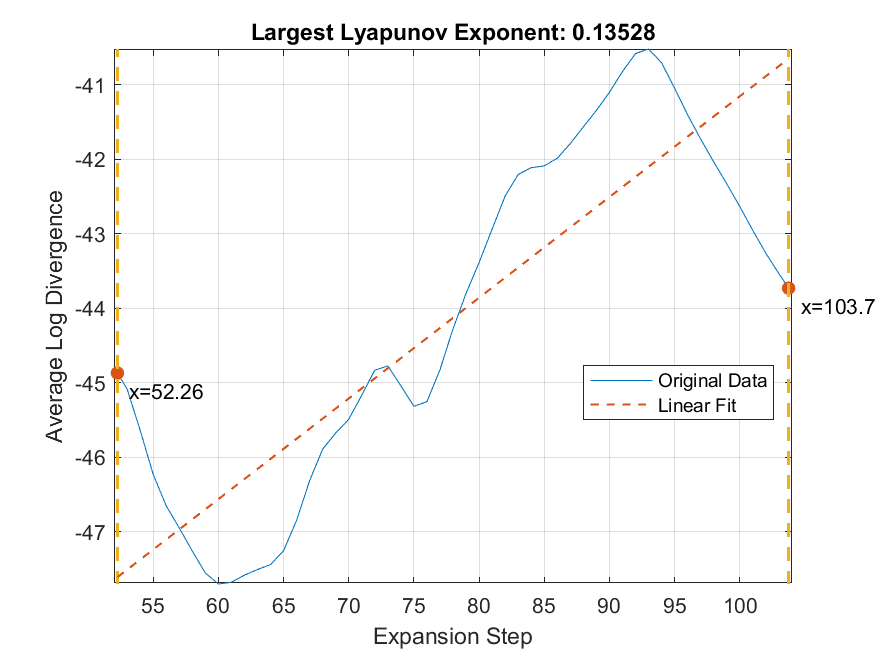 Largest Lyapunov Exponent: 0.13528
Average Log Divergence
-41
-42
-43
-44
-45
-46
-47
x=52.26
x=103.7
Original Data
Linear Fit
55 60 65 70 75 80 85 90 95 100
Expansion Step